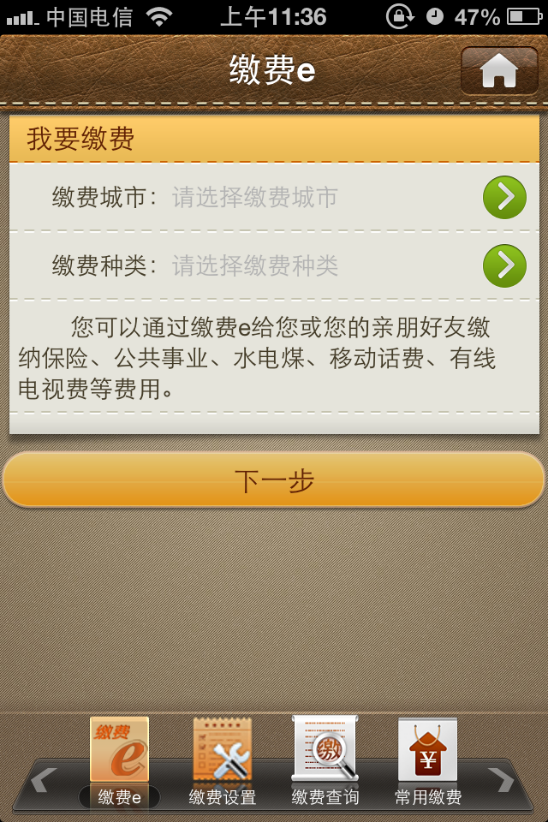 中国电信 上午11:36 47%
缴费e
我要缴费
缴费城市：请选择缴费城市
缴费种类：请选择缴费种类
您可以通过缴费e给您或您的亲朋好友缴
纳保险、公共事业、水电煤、移动话费、有线
电视费等费用。
下一步
缴费 e 缴 ¥
缴费e 缴费设置 缴费查询 常用缴费